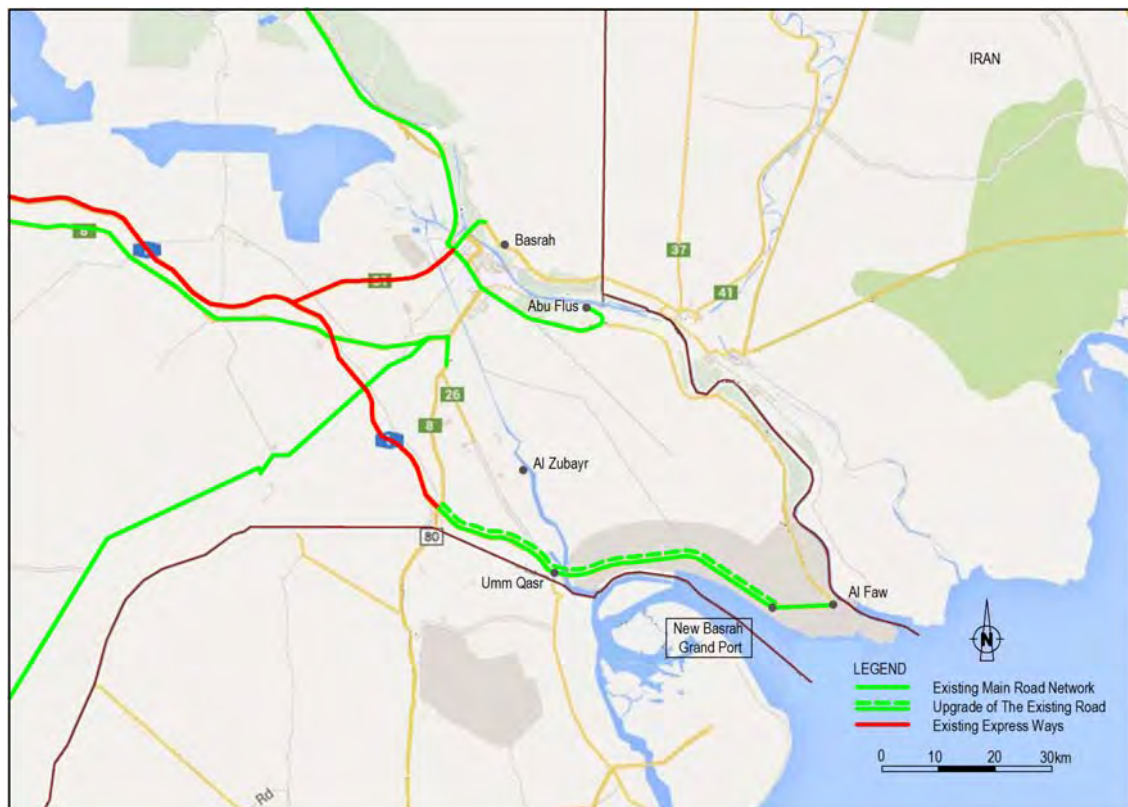 IRAN
Basrah
8
37
31
41
Abu Flus
26
8
Al Zubayr
80
Umm Qasr
Al Faw
New Basrah
Grand Port
N
LEGEND
Existing Main Road Network
Upgrade of The Existing Road
Existing Express Ways
0 10 20 30km
Rd